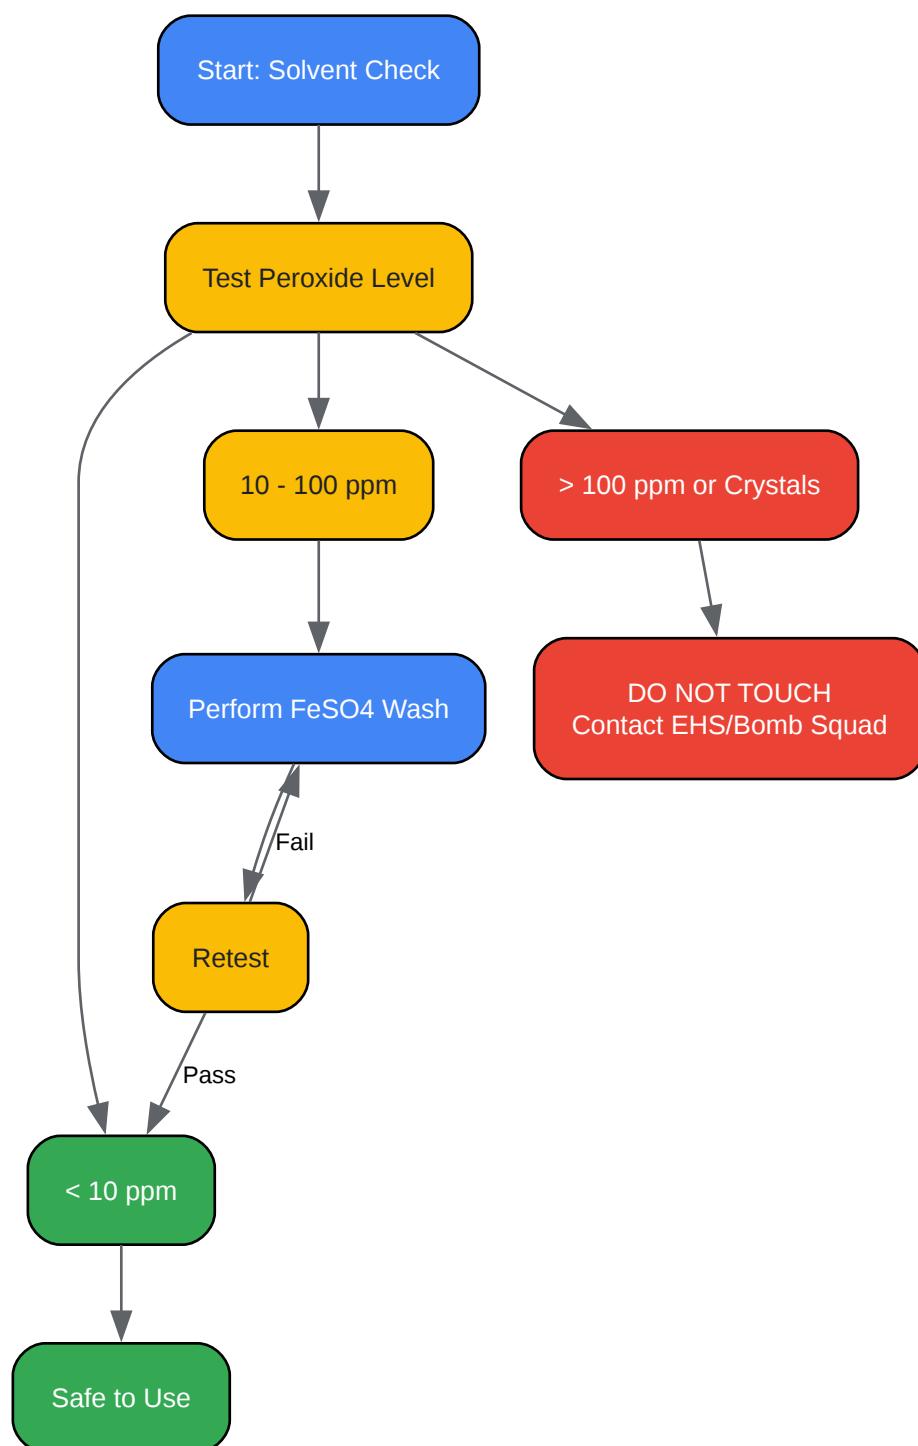 Start: Solvent Check
Test Peroxide Level
10 - 100 ppm
> 100 ppm or Crystals
Perform FeSO4 Wash
DO NOT TOUCH
Contact EHS/Bomb Squad
Fail
Retest
Pass
< 10 ppm
Safe to Use